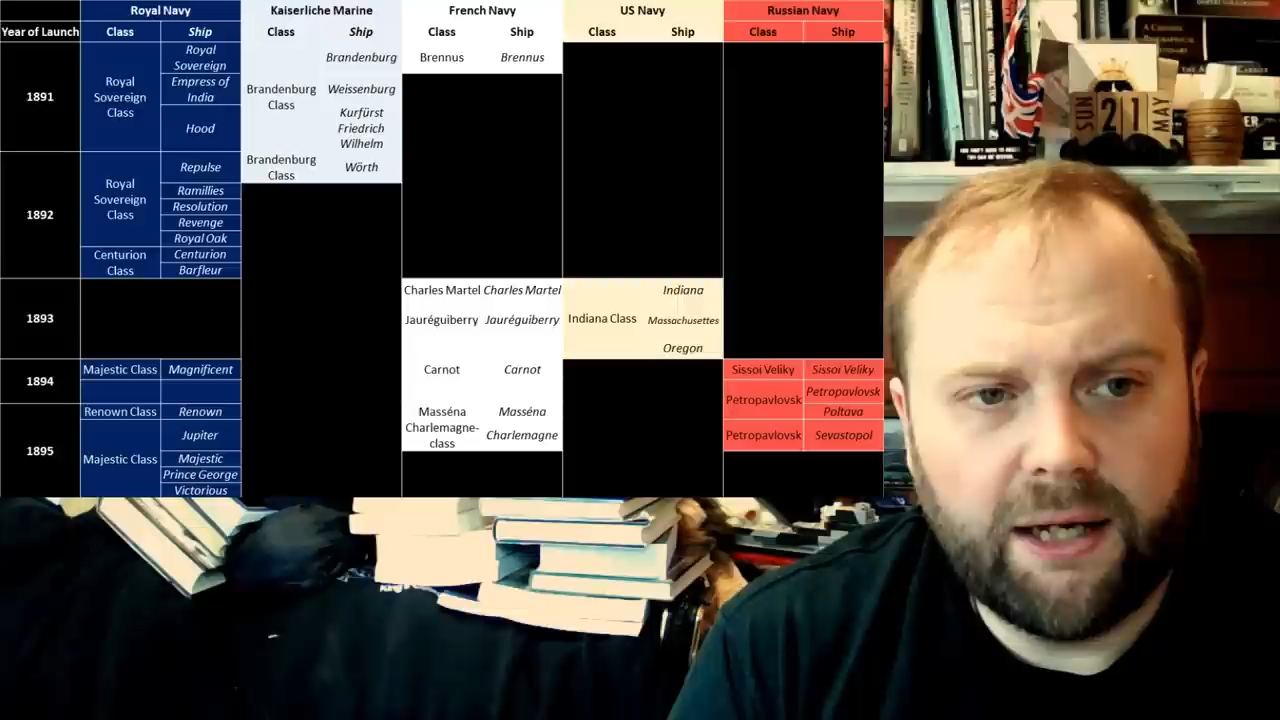 Royal Navy Kaiserliche Marine French Navy US Navy Russian Navy
Year of Launch Class Ship Class Ship Class Ship Class Ship Class Ship
1891
Royal Sovereign Class
Royal Sovereign
Empress of India
Hood
Brandenburg Class
Brandenburg
Weissenburg
Kurfürst Friedrich Wilhelm
Brennus Brennus
1892
Royal Sovereign Class
Repulse
Ramillies
Resolution
Revenge
Royal Oak
Centurion Class
Centurion
Barfleur
Brandenburg Class
Wörth
1893
Charles Martel Charles Martel
Jauréguiberry Jauréguiberry
Indiana Class
Indiana
Massachusettes
Oregon
1894
Majestic Class Magnificent
Carnot Carnot
Sissoi Veliky Sissoi Veliky
Petropavlovsk Petropavlovsk
Poltava
1895
Renown Class Renown
Majestic Class
Jupiter
Majestic
Prince George
Victorious
Masséna Masséna
Charlemagne-class Charlemagne
Petropavlovsk Sevastopol
SUN 21 MAY